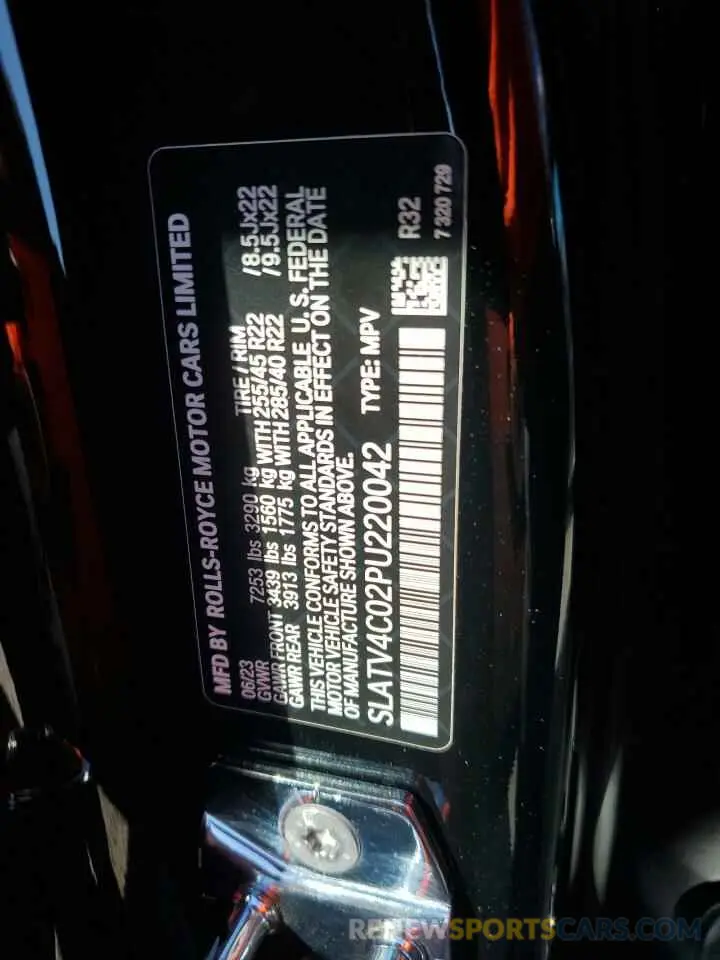 MFD BY ROLLS-ROYCE MOTOR CARS LIMITED
06/23 TIRE / RIM
GVWR 7253 lbs 3290 kg
GAWR FRONT 3439 lbs 1560 kg WITH 255/45 R22 /8.5Jx22
GAWR REAR 3913 lbs 1775 kg WITH 285/40 R22 /9.5Jx22
THIS VEHICLE CONFORMS TO ALL APPLICABLE U. S. FEDERAL
MOTOR VEHICLE SAFETY STANDARDS IN EFFECT ON THE DATE
OF MANUFACTURE SHOWN ABOVE.
SLATV4C02PU220042 TYPE: MPV
R32
7 320 729
RENEWSPORTSCARS.COM